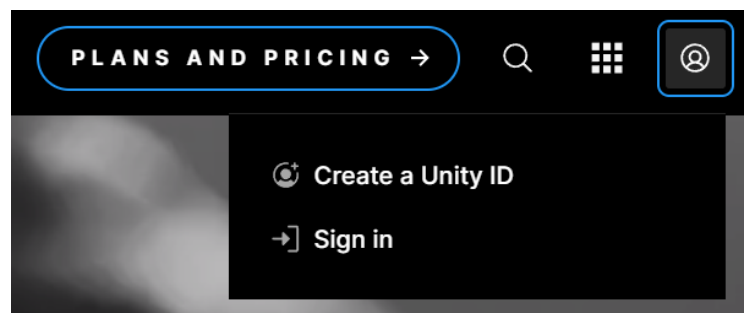 PLANS AND PRICING →
Create a Unity ID
Sign in